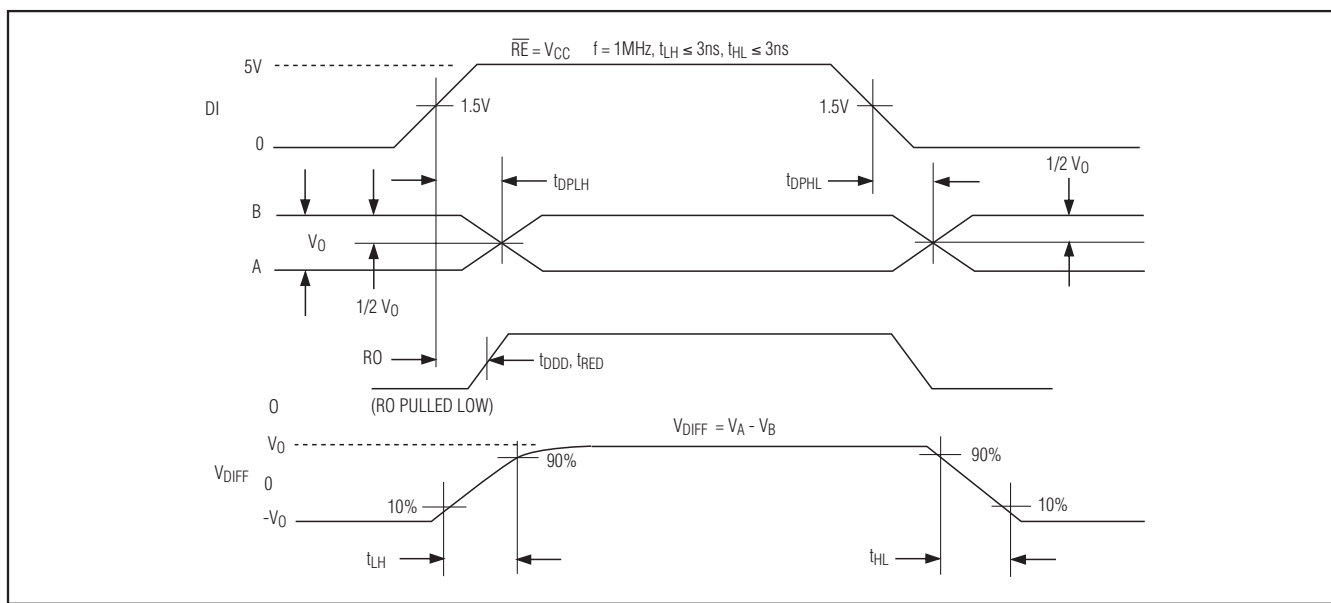 R̅E̅ = VCC f = 1MHz, tLH ≤ 3ns, tHL ≤ 3ns
5V
DI
1.5V
1.5V
0
tDPLH
tDPHL
1/2 VO
B
VO
A
1/2 VO
RO
tDDD, tRED
(RO PULLED LOW)
O
VDIFF = VA - VB
VO
90%
90%
VDIFF
0
10%
10%
-VO
tLH
tHL